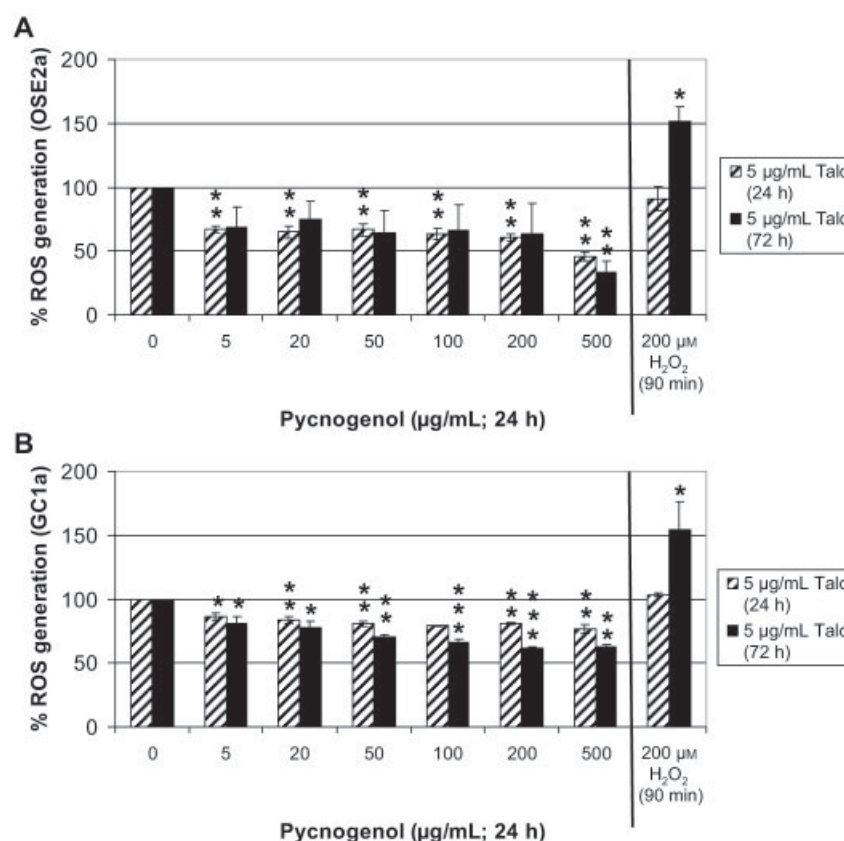 A
% ROS generation (OSE2a)
200
150
100
50
0
** ** ** ** ** ** ** *
0 5 20 50 100 200 500 200 µM
H₂O₂
(90 min)
Pycnogenol (µg/mL; 24 h)
5 µg/mL Talc
(24 h)
5 µg/mL Talc
(72 h)
B
% ROS generation (GC1a)
200
150
100
50
0
* * ** * ** ** *** ** *** ** ** *
0 5 20 50 100 200 500 200 µM
H₂O₂
(90 min)
Pycnogenol (µg/mL; 24 h)
5 µg/mL Talc
(24 h)
5 µg/mL Talc
(72 h)